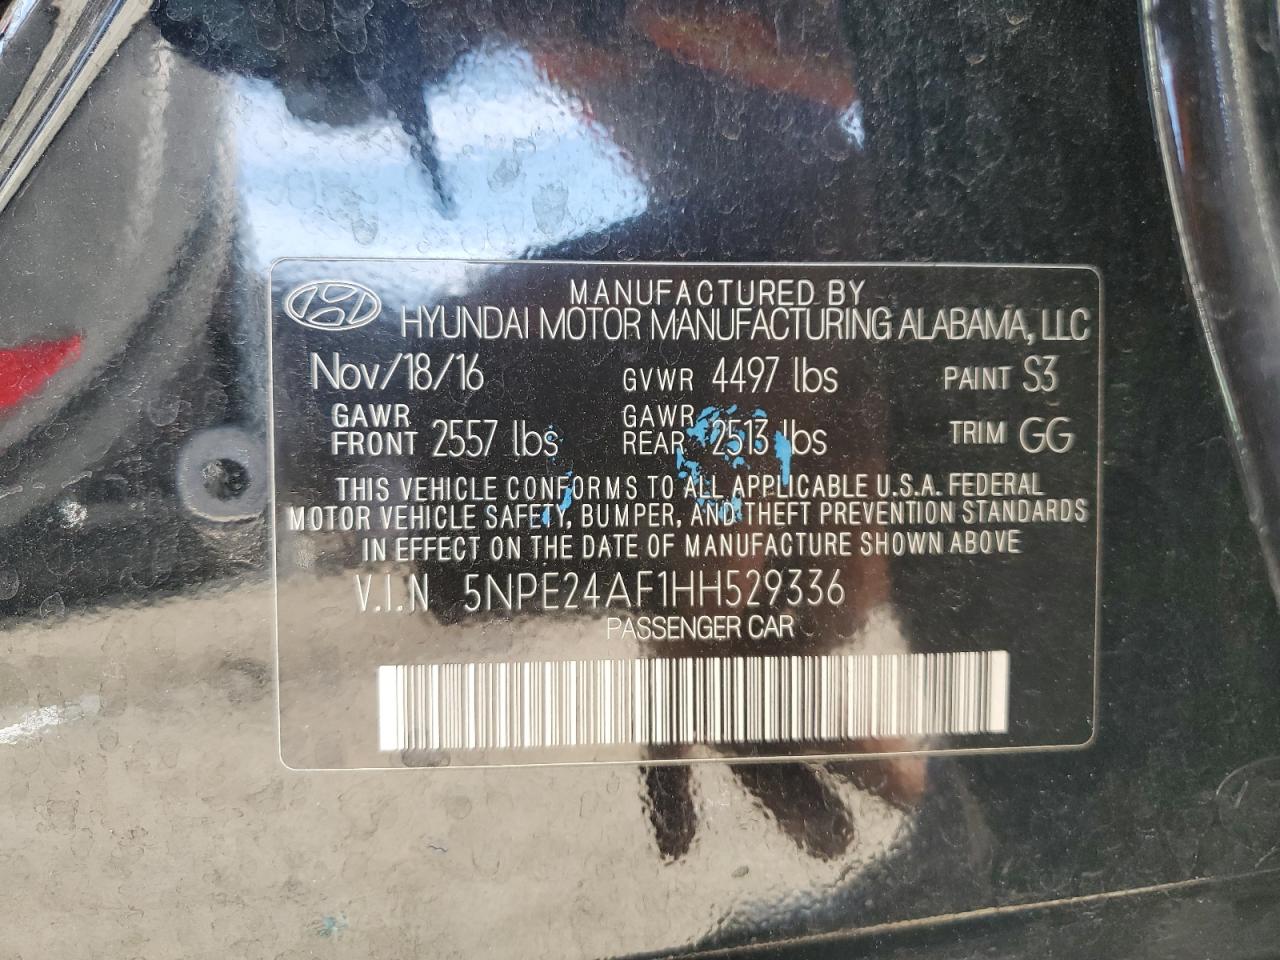 MANUFACTURED BY
HYUNDAI MOTOR MANUFACTURING ALABAMA, LLC
Nov/18/16 GVWR 4497 lbs PAINT S3
GAWR FRONT 2557 lbs GAWR REAR 2513 lbs TRIM GG
THIS VEHICLE CONFORMS TO ALL APPLICABLE U.S.A. FEDERAL
MOTOR VEHICLE SAFETY, BUMPER, AND THEFT PREVENTION STANDARDS
IN EFFECT ON THE DATE OF MANUFACTURE SHOWN ABOVE
V.I.N 5NPE24AF1HH529336
PASSENGER CAR